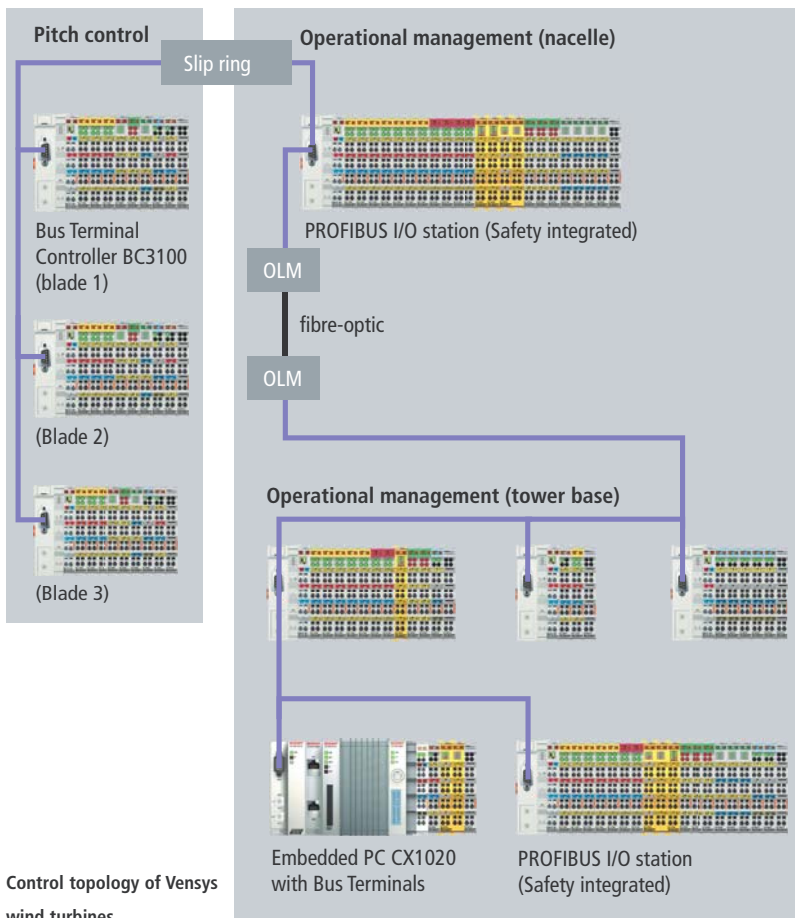 Pitch control
Slip ring
Operational management (nacelle)
Bus Terminal
Controller BC3100
(blade 1)
PROFIBUS I/O station (Safety integrated)
OLM
fibre-optic
OLM
(Blade 2)
Operational management (tower base)
(Blade 3)
Embedded PC CX1020
with Bus Terminals
PROFIBUS I/O station
(Safety integrated)
Control topology of Vensys
wind turbines